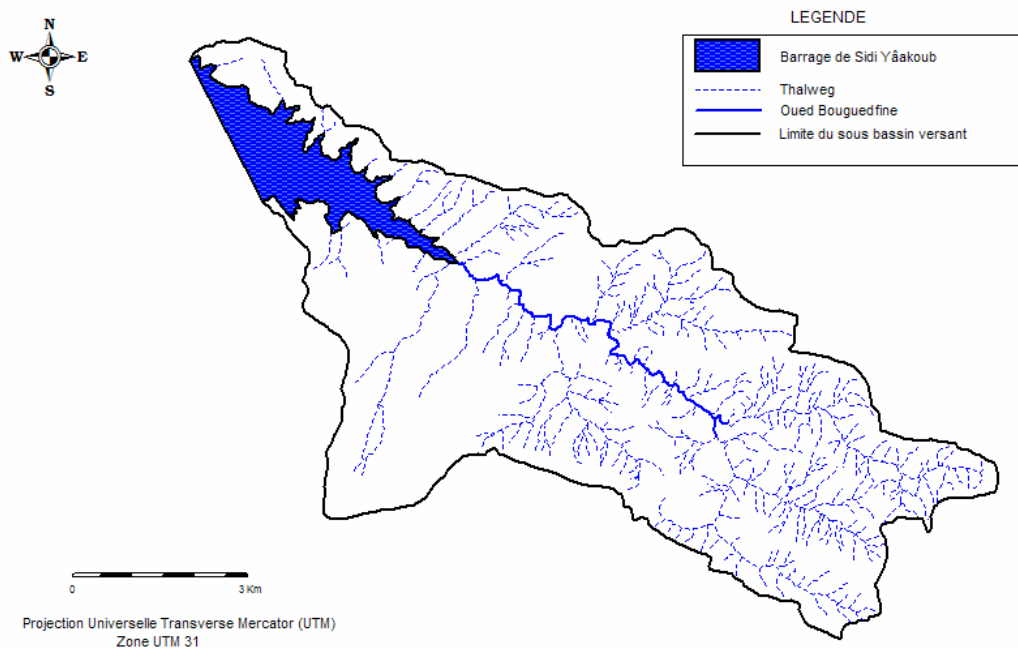 N
W E
S
LEGENDE
Barrage de Sidi Yâakoub
Thalweg
Oued Bouguedfine
Limite du sous bassin versant
0 3 Km
Projection Universelle Transverse Mercator (UTM)
Zone UTM 31